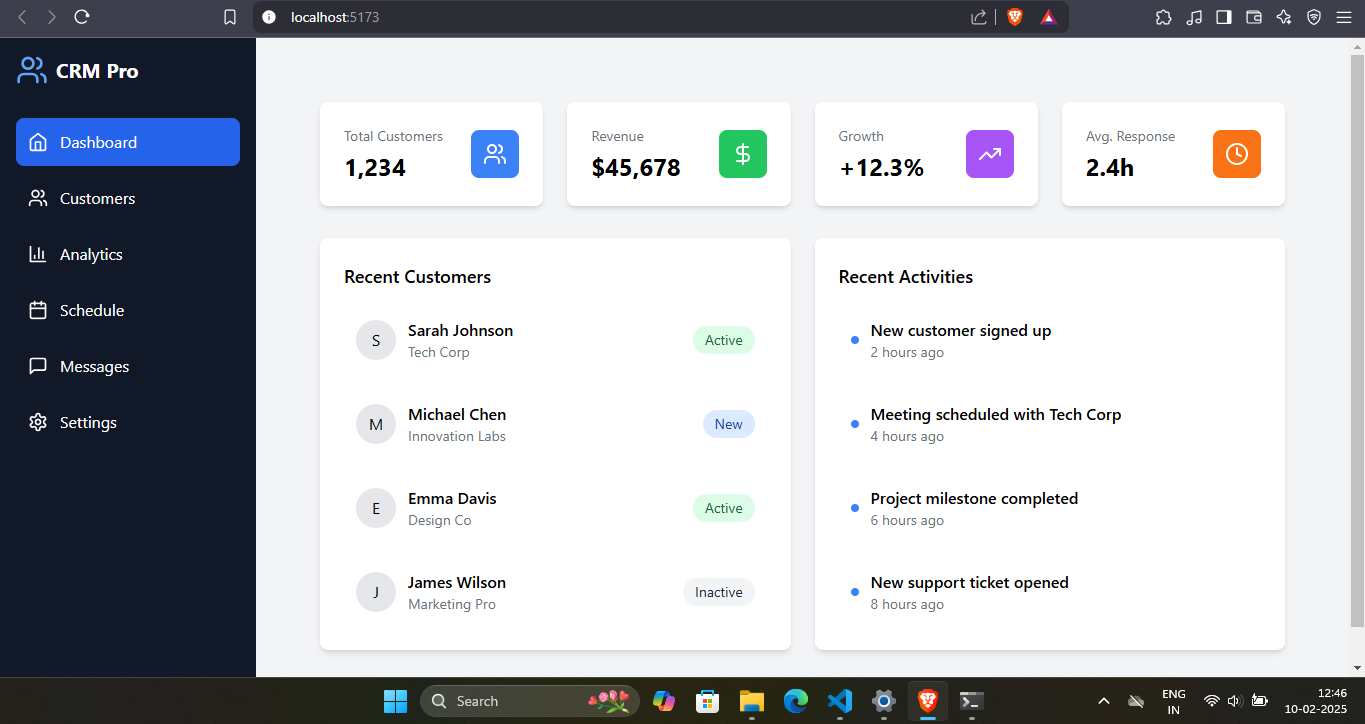 localhost:5173
CRM Pro
Dashboard
Customers
Analytics
Schedule
Messages
Settings
Total Customers
1,234
Revenue
$45,678
Growth
+12.3%
Avg. Response
2.4h
Recent Customers
S
Sarah Johnson
Tech Corp
Active
M
Michael Chen
Innovation Labs
New
E
Emma Davis
Design Co
Active
J
James Wilson
Marketing Pro
Inactive
Recent Activities
New customer signed up
2 hours ago
Meeting scheduled with Tech Corp
4 hours ago
Project milestone completed
6 hours ago
New support ticket opened
8 hours ago
Search
ENG
IN
12:46
10-02-2025